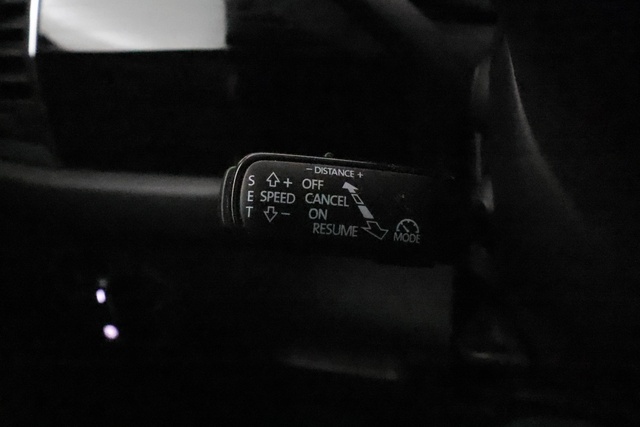 - DISTANCE +
S + OFF
E SPEED CANCEL
T - ON
RESUME
MODE